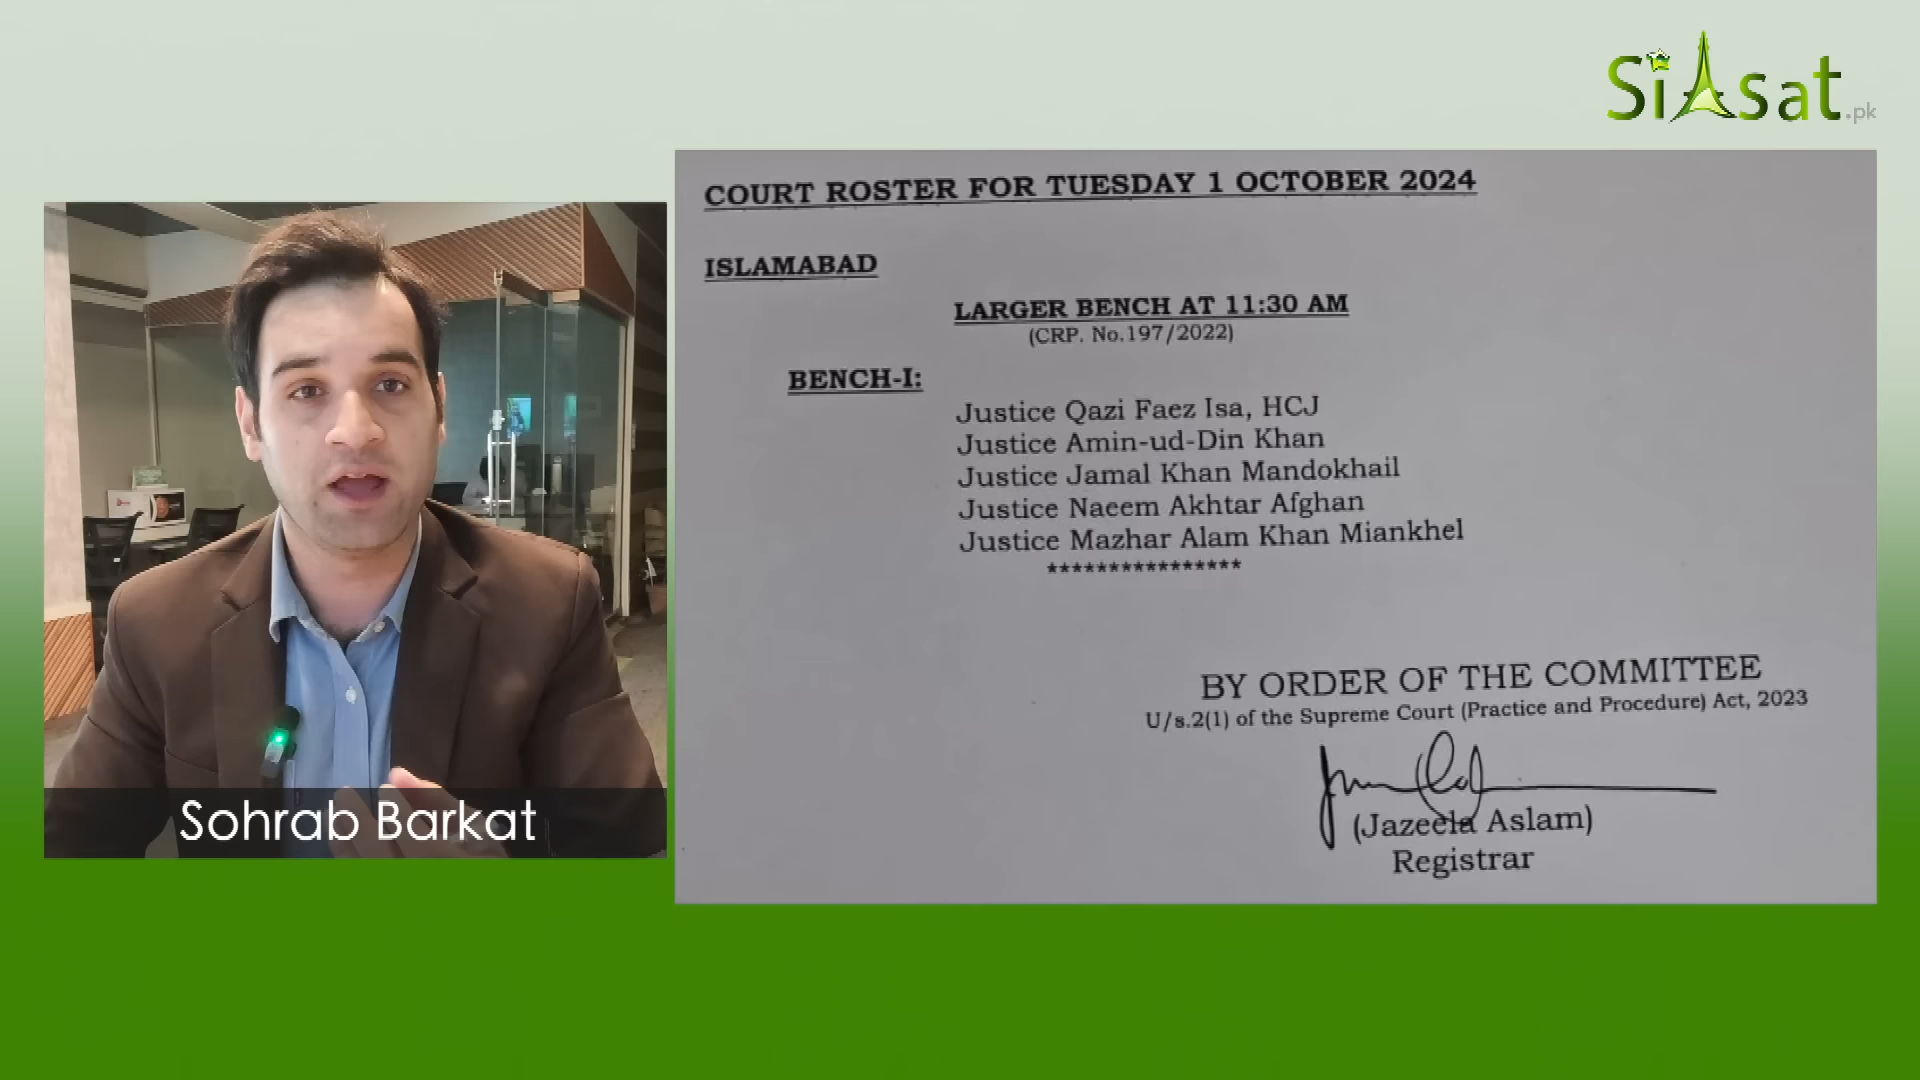 SiAsat.pk
COURT ROSTER FOR TUESDAY 1 OCTOBER 2024
ISLAMABAD
LARGER BENCH AT 11:30 AM
(CRP. No.197/2022)
BENCH-I:
Justice Qazi Faez Isa, HCJ
Justice Amin-ud-Din Khan
Justice Jamal Khan Mandokhail
Justice Naeem Akhtar Afghan
Justice Mazhar Alam Khan Miankhel
****************
BY ORDER OF THE COMMITTEE
U/s.2(1) of the Supreme Court (Practice and Procedure) Act, 2023
(Jazeela Aslam)
Registrar
Sohrab Barkat